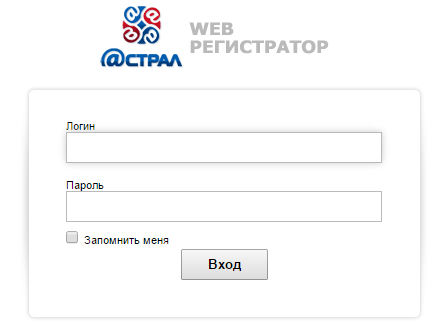 @СТРАЛ
WEB
РЕГИСТРАТОР
Логин
Пароль
Запомнить меня
Вход